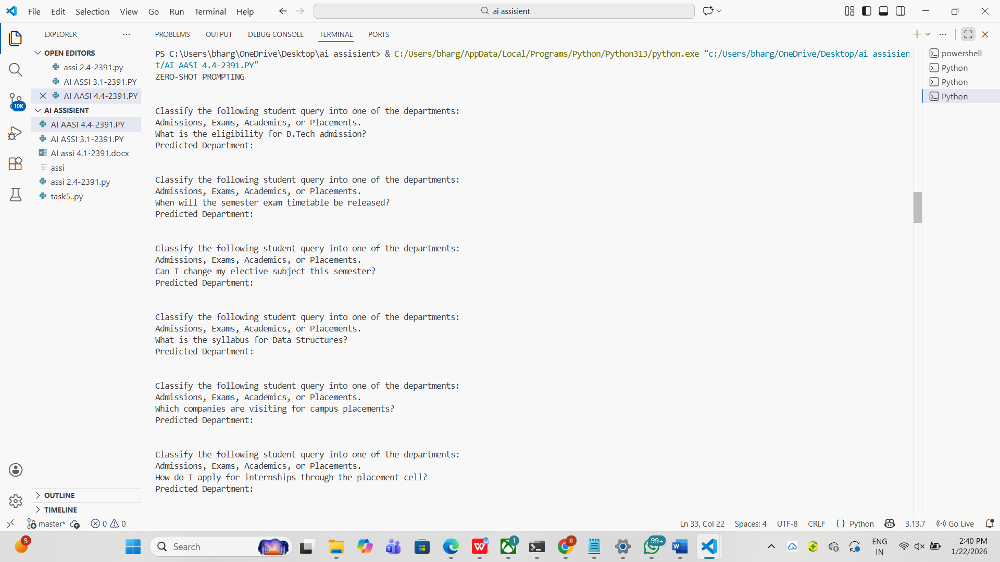 File Edit Selection View Go Run Terminal Help
ai assisient
EXPLORER
OPEN EDITORS
assi 2.4-2391.py
AI ASSI 3.1-2391.PY
AI AASI 4.4-2391.PY
10K
AI ASSISIENT
AI AASI 4.4-2391.PY
AI ASSI 3.1-2391.PY
AI assi 4.1-2391.docx
assi
assi 2.4-2391.py
task5..py
OUTLINE
TIMELINE
PROBLEMS OUTPUT DEBUG CONSOLE TERMINAL PORTS
PS C:\Users\bharg\OneDrive\Desktop\ai assisient> & C:/Users/bharg/AppData/Local/Programs/Python/Python313/python.exe "c:/Users/bharg/OneDrive/Desktop/ai assisien
t/AI AASI 4.4-2391.PY"
ZERO-SHOT PROMPTING
Classify the following student query into one of the departments:
Admissions, Exams, Academics, or Placements.
What is the eligibility for B.Tech admission?
Predicted Department:
Classify the following student query into one of the departments:
Admissions, Exams, Academics, or Placements.
When will the semester exam timetable be released?
Predicted Department:
Classify the following student query into one of the departments:
Admissions, Exams, Academics, or Placements.
Can I change my elective subject this semester?
Predicted Department:
Classify the following student query into one of the departments:
Admissions, Exams, Academics, or Placements.
What is the syllabus for Data Structures?
Predicted Department:
Classify the following student query into one of the departments:
Admissions, Exams, Academics, or Placements.
Which companies are visiting for campus placements?
Predicted Department:
Classify the following student query into one of the departments:
Admissions, Exams, Academics, or Placements.
How do I apply for internships through the placement cell?
Predicted Department:
powershell
Python
Python
Python
master* 0 0
Ln 33, Col 22 Spaces: 4 UTF-8 CRLF { } Python 3.13.7 Go Live
5
Search
1
B
99+
ENG
IN
2:40 PM
1/22/2026